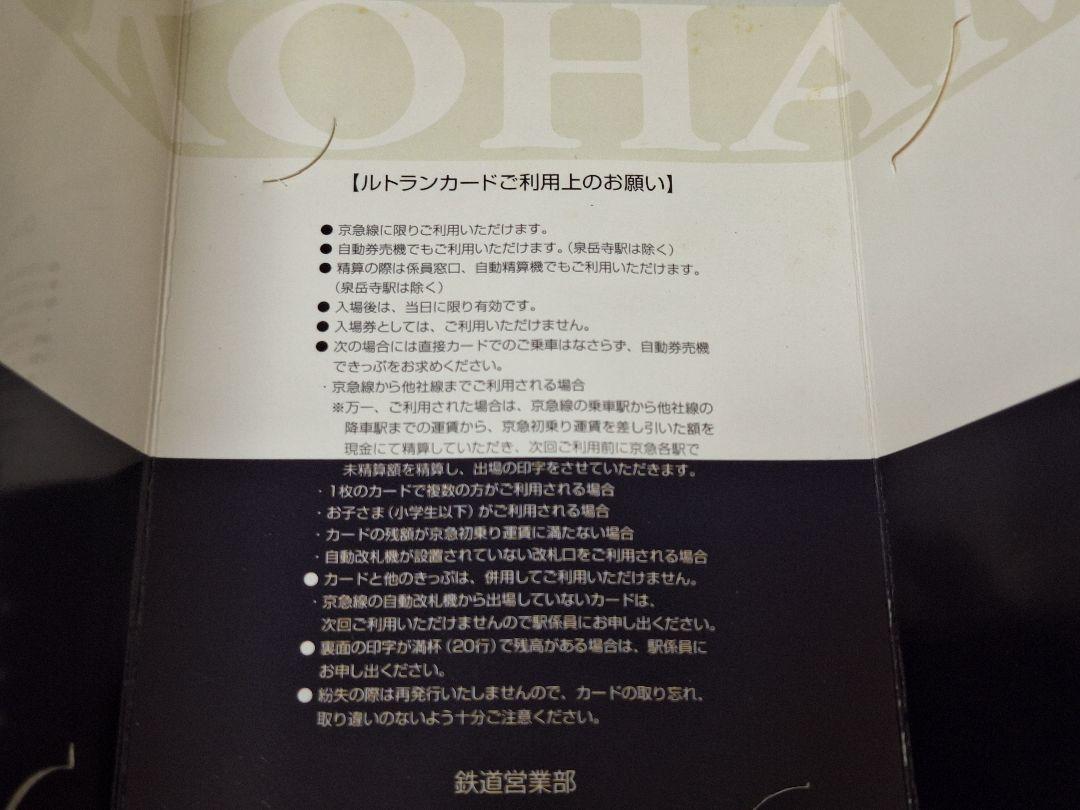 OHA
【ルトランカードご利用上のお願い】
● 京急線に限りご利用いただけます。
● 自動券売機でもご利用いただけます。(泉岳寺駅は除く)
● 精算の際は係員窓口、自動精算機でもご利用いただけます。
(泉岳寺駅は除く)
● 入場後は、当日に限り有効です。
● 入場券としては、ご利用いただけません。
● 次の場合には直接カードでのご乗車はなさらず、自動券売機
できっぷをお求めください。
・京急線から他社線までご利用される場合
※万一、ご利用された場合は、京急線の乗車駅から他社線の
降車駅までの運賃から、京急初乗り運賃を差し引いた額を
現金にて精算していただき、次回ご利用前に京急各駅で
未精算額を精算し、出場の印字をさせていただきます。
・1枚のカードで複数の方がご利用される場合
・お子さま(小学生以下)がご利用される場合
・カードの残額が京急初乗り運賃に満たない場合
・自動改札機が設置されていない改札口をご利用される場合
● カードと他のきっぷは、併用してご利用いただけません。
・京急線の自動改札機から出場していないカードは、
次回ご利用いただけませんので駅係員にお申し出ください。
● 裏面の印字が満杯(20行)で残高がある場合は、駅係員に
お申し出ください。
● 紛失の際は再発行いたしませんので、カードの取り忘れ、
取り違いのないよう十分ご注意ください。
鉄道営業部